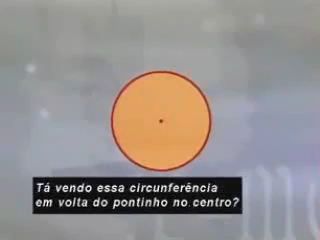 Tá vendo essa circunferência
em volta do pontinho no centro?